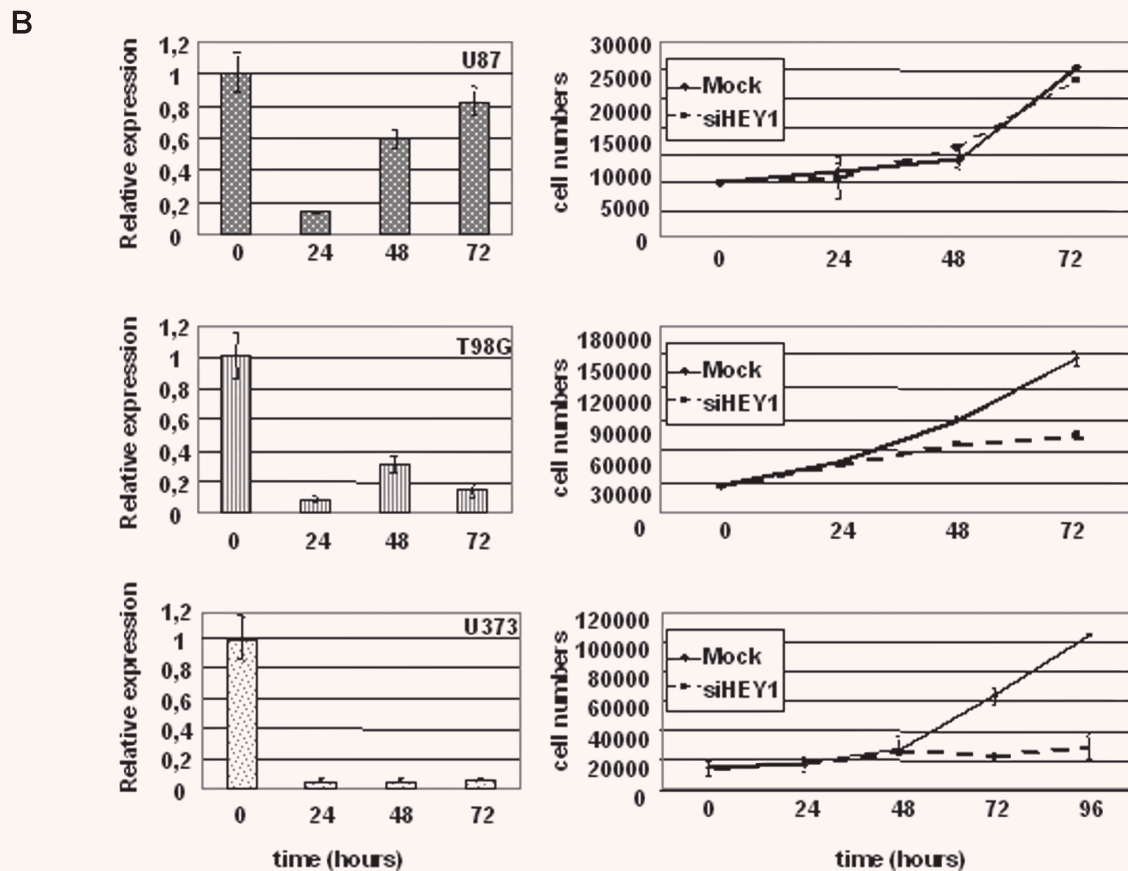 B
Relative expression
1,2
1
0,8
0,6
0,4
0,2
0
U87
0 24 48 72
cell numbers
30000
25000
20000
15000
10000
5000
0
Mock
siHEY1
0 24 48 72
Relative expression
1,2
1
0,8
0,6
0,4
0,2
0
T98G
0 24 48 72
cell numbers
180000
150000
120000
90000
60000
30000
0
Mock
siHEY1
0 24 48 72
Relative expression
1,2
1
0,8
0,6
0,4
0,2
0
U373
0 24 48 72
time (hours)
cell numbers
120000
100000
80000
60000
40000
20000
0
Mock
siHEY1
0 24 48 72 96
time (hours)